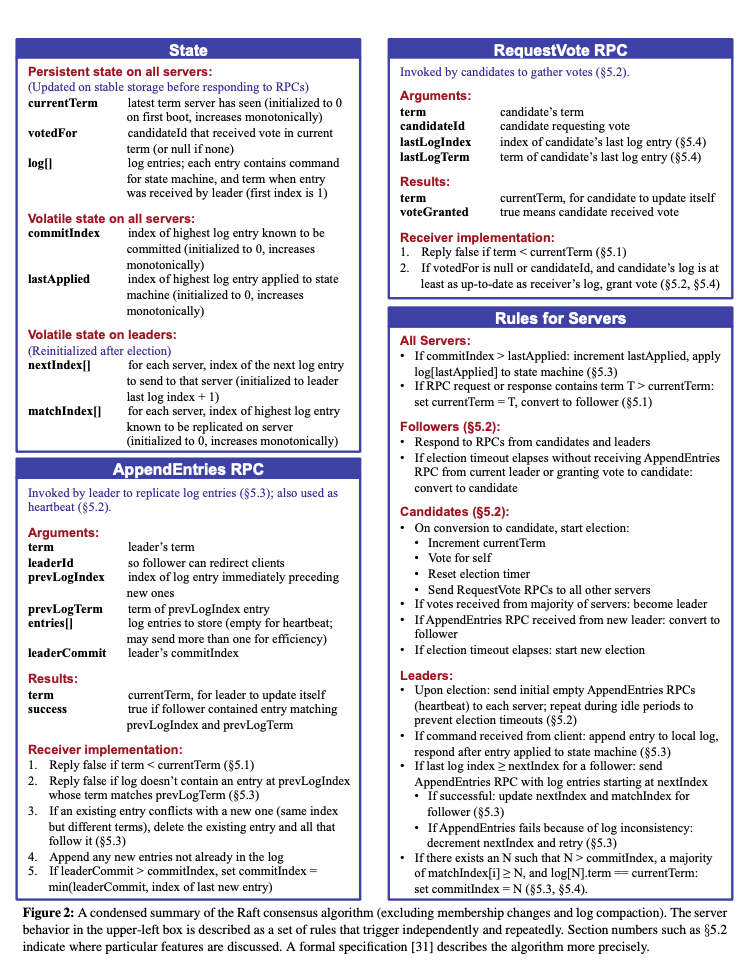 State
Persistent state on all servers:
(Updated on stable storage before responding to RPCs)
currentTerm latest term server has seen (initialized to 0
on first boot, increases monotonically)
votedFor candidateId that received vote in current
term (or null if none)
log[] log entries; each entry contains command
for state machine, and term when entry
was received by leader (first index is 1)
Volatile state on all servers:
commitIndex index of highest log entry known to be
committed (initialized to 0, increases
monotonically)
lastApplied index of highest log entry applied to state
machine (initialized to 0, increases
monotonically)
Volatile state on leaders:
(Reinitialized after election)
nextIndex[] for each server, index of the next log entry
to send to that server (initialized to leader
last log index + 1)
matchIndex[] for each server, index of highest log entry
known to be replicated on server
(initialized to 0, increases monotonically)
AppendEntries RPC
Invoked by leader to replicate log entries (§5.3); also used as
heartbeat (§5.2).
Arguments:
term leader's term
leaderId so follower can redirect clients
prevLogIndex index of log entry immediately preceding
new ones
prevLogTerm term of prevLogIndex entry
entries[] log entries to store (empty for heartbeat;
may send more than one for efficiency)
leaderCommit leader's commitIndex
Results:
term currentTerm, for leader to update itself
success true if follower contained entry matching
prevLogIndex and prevLogTerm
Receiver implementation:
1. Reply false if term < currentTerm (§5.1)
2. Reply false if log doesn't contain an entry at prevLogIndex
whose term matches prevLogTerm (§5.3)
3. If an existing entry conflicts with a new one (same index
but different terms), delete the existing entry and all that
follow it (§5.3)
4. Append any new entries not already in the log
5. If leaderCommit > commitIndex, set commitIndex =
min(leaderCommit, index of last new entry)
RequestVote RPC
Invoked by candidates to gather votes (§5.2).
Arguments:
term candidate's term
candidateId candidate requesting vote
lastLogIndex index of candidate's last log entry (§5.4)
lastLogTerm term of candidate's last log entry (§5.4)
Results:
term currentTerm, for candidate to update itself
voteGranted true means candidate received vote
Receiver implementation:
1. Reply false if term < currentTerm (§5.1)
2. If votedFor is null or candidateId, and candidate's log is at
least as up-to-date as receiver's log, grant vote (§5.2, §5.4)
Rules for Servers
All Servers:
• If commitIndex > lastApplied: increment lastApplied, apply
log[lastApplied] to state machine (§5.3)
• If RPC request or response contains term T > currentTerm:
set currentTerm = T, convert to follower (§5.1)
Followers (§5.2):
• Respond to RPCs from candidates and leaders
• If election timeout elapses without receiving AppendEntries
RPC from current leader or granting vote to candidate:
convert to candidate
Candidates (§5.2):
• On conversion to candidate, start election:
• Increment currentTerm
• Vote for self
• Reset election timer
• Send RequestVote RPCs to all other servers
• If votes received from majority of servers: become leader
• If AppendEntries RPC received from new leader: convert to
follower
• If election timeout elapses: start new election
Leaders:
• Upon election: send initial empty AppendEntries RPCs
(heartbeat) to each server; repeat during idle periods to
prevent election timeouts (§5.2)
• If command received from client: append entry to local log,
respond after entry applied to state machine (§5.3)
• If last log index ≥ nextIndex for a follower: send
AppendEntries RPC with log entries starting at nextIndex
• If successful: update nextIndex and matchIndex for
follower (§5.3)
• If AppendEntries fails because of log inconsistency:
decrement nextIndex and retry (§5.3)
• If there exists an N such that N > commitIndex, a majority
of matchIndex[i] ≥ N, and log[N].term == currentTerm:
set commitIndex = N (§5.3, §5.4).
Figure 2: A condensed summary of the Raft consensus algorithm (excluding membership changes and log compaction). The server
behavior in the upper-left box is described as a set of rules that trigger independently and repeatedly. Section numbers such as §5.2
indicate where particular features are discussed. A formal specification [31] describes the algorithm more precisely.